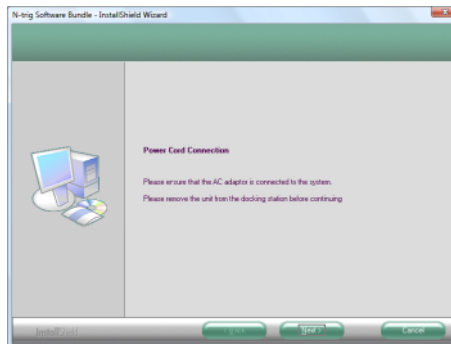 N-trig Software Bundle - InstallShield Wizard
Power Cord Connection
Please ensure that the AC adaptor is connected to the system.
Please remove the unit from the docking station before continuing
InstallShield
Next >
Cancel